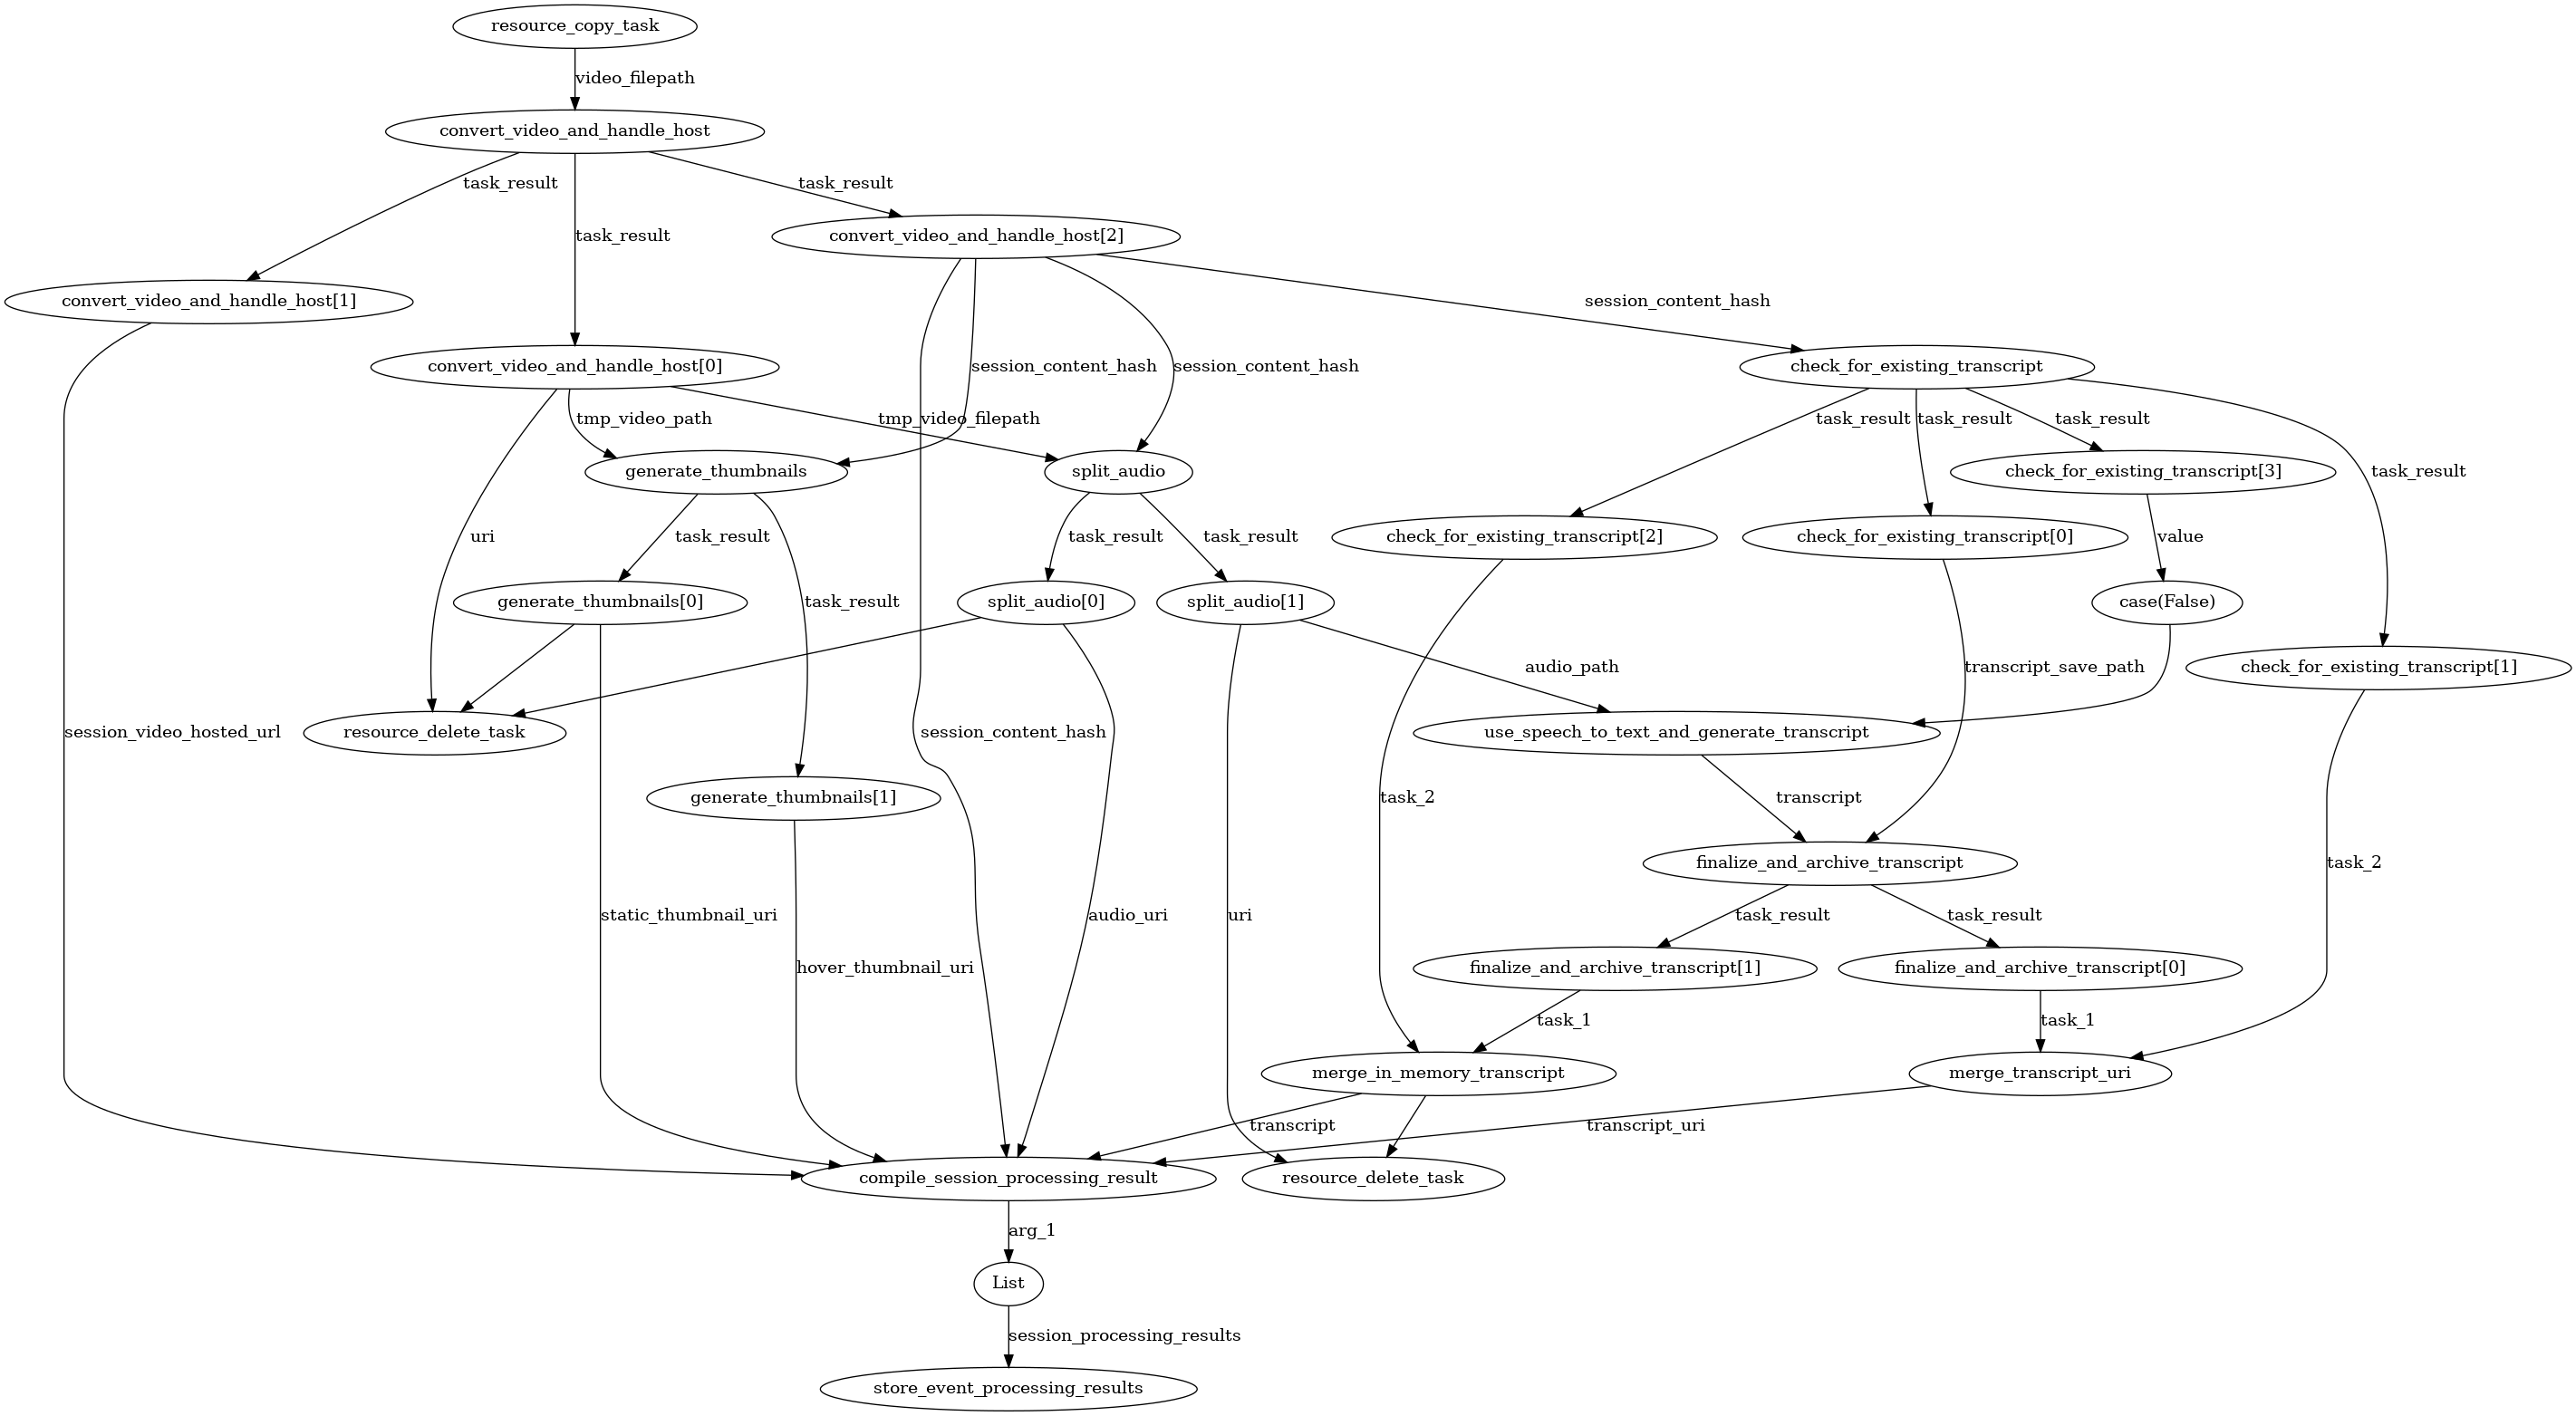 resource_copy_task
video_filepath
convert_video_and_handle_host
task_result
task_result
task_result
convert_video_and_handle_host[2]
convert_video_and_handle_host[1]
session_content_hash
convert_video_and_handle_host[0]
session_content_hash
session_content_hash
check_for_existing_transcript
tmp_video_path
tmp_video_filepath
task_result
task_result
task_result
generate_thumbnails
split_audio
check_for_existing_transcript[3]
task_result
uri
task_result
task_result
task_result
check_for_existing_transcript[2]
check_for_existing_transcript[0]
value
generate_thumbnails[0]
task_result
split_audio[0]
split_audio[1]
case(False)
audio_path
transcript_save_path
check_for_existing_transcript[1]
session_video_hosted_url
resource_delete_task
session_content_hash
use_speech_to_text_and_generate_transcript
generate_thumbnails[1]
task_2
transcript
finalize_and_archive_transcript
task_2
static_thumbnail_uri
audio_uri
uri
task_result
task_result
hover_thumbnail_uri
finalize_and_archive_transcript[1]
finalize_and_archive_transcript[0]
task_1
task_1
merge_in_memory_transcript
merge_transcript_uri
transcript
transcript_uri
compile_session_processing_result
resource_delete_task
arg_1
List
session_processing_results
store_event_processing_results